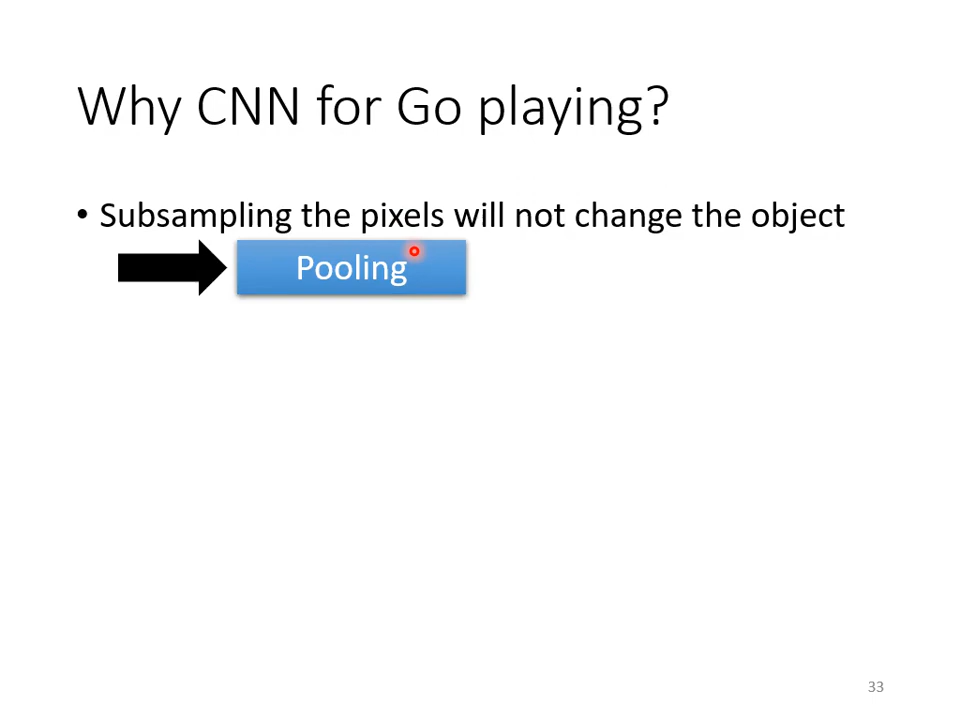 Why CNN for Go playing?
• Subsampling the pixels will not change the object
Pooling
33